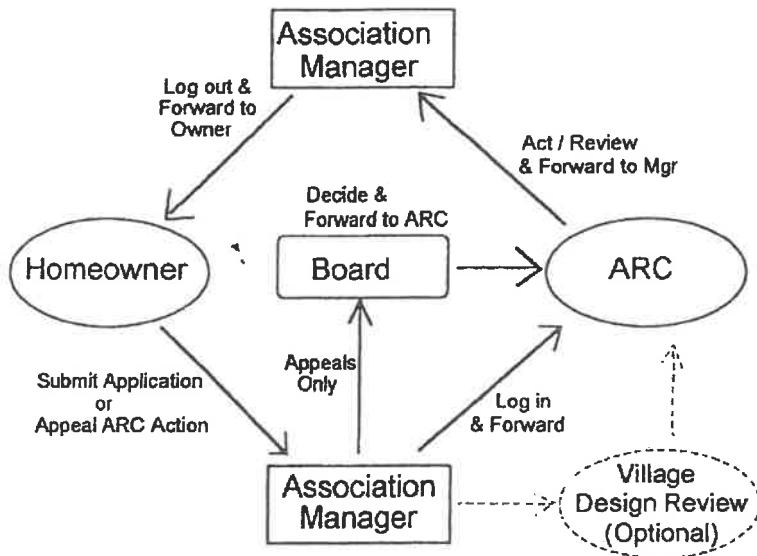 Association
Manager
Log out &
Forward to
Owner
Act / Review
& Forward to Mgr
Decide &
Forward to ARC
Homeowner
Board
ARC
Submit Application
or
Appeal ARC Action
Appeals
Only
Log in
& Forward
Association
Manager
Village
Design Review
(Optional)